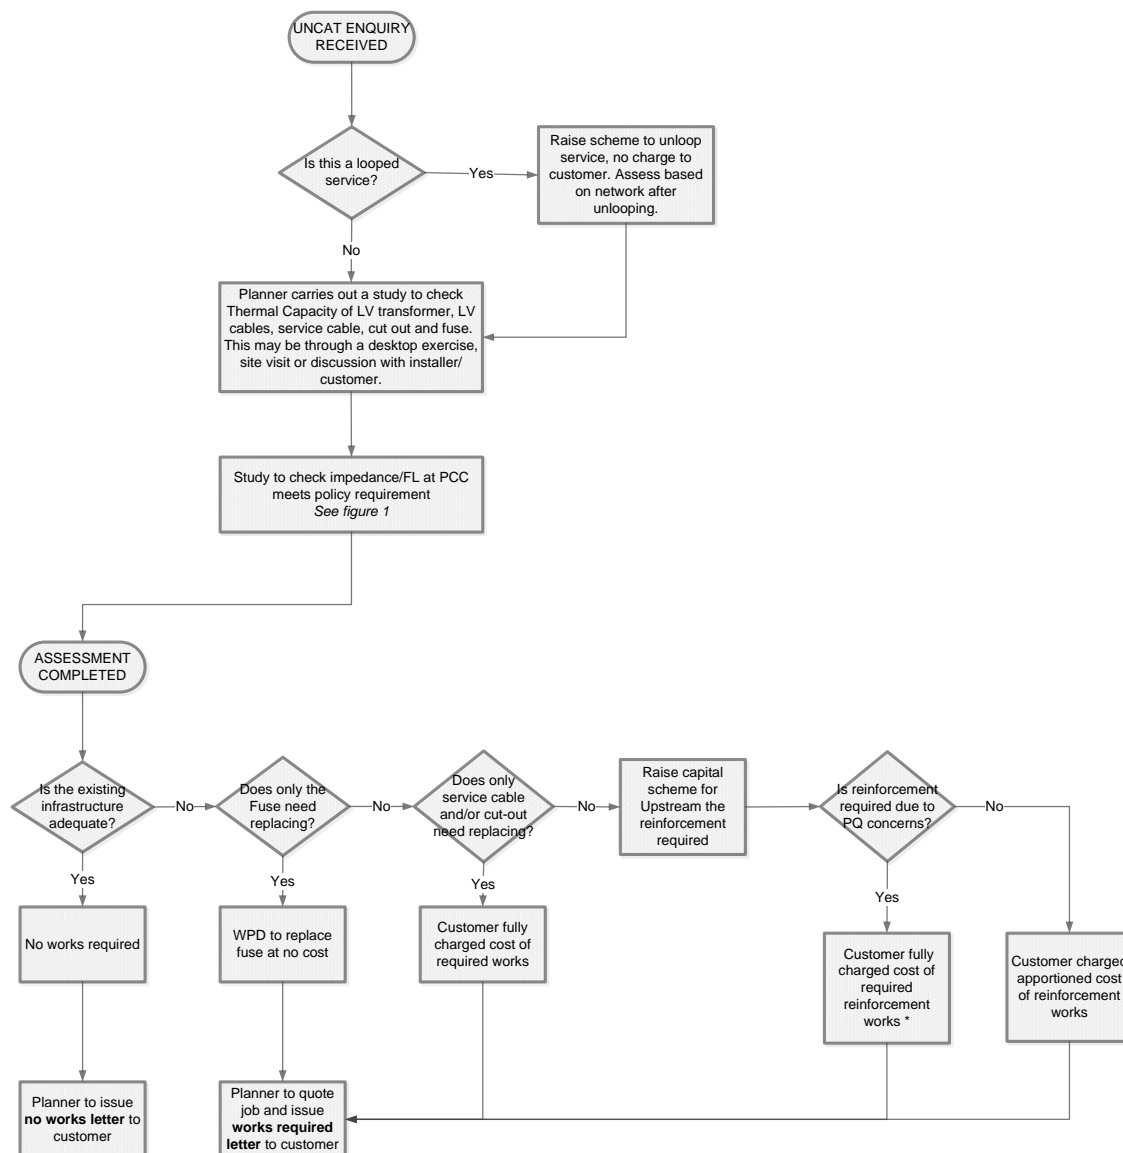 UNCAT ENQUIRY
RECEIVED
Is this a looped
service?
Yes
Raise scheme to unloop
service, no charge to
customer. Assess based
on network after
unlooping.
No
Planner carries out a study to check
Thermal Capacity of LV transformer, LV
cables, service cable, cut out and fuse.
This may be through a desktop exercise,
site visit or discussion with installer/
customer.
Study to check impedance/FL at PCC
meets policy requirement
See figure 1
ASSESSMENT
COMPLETED
Is the existing
infrastructure
adequate?
No
Does only the
Fuse need
replacing?
No
Does only
service cable
and/or cut-out
need replacing?
No
Raise capital
scheme for
Upstream the
reinforcement
required
Is reinforcement
required due to
PQ concerns?
No
Yes
Yes
Yes
Yes
No works required
WPD to replace
fuse at no cost
Customer fully
charged cost of
required works
Customer fully
charged cost of
required
reinforcement
works *
Customer charged
apportioned cost
of reinforcement
works
Planner to issue
no works letter to
customer
Planner to quote
job and issue
works required
letter to customer